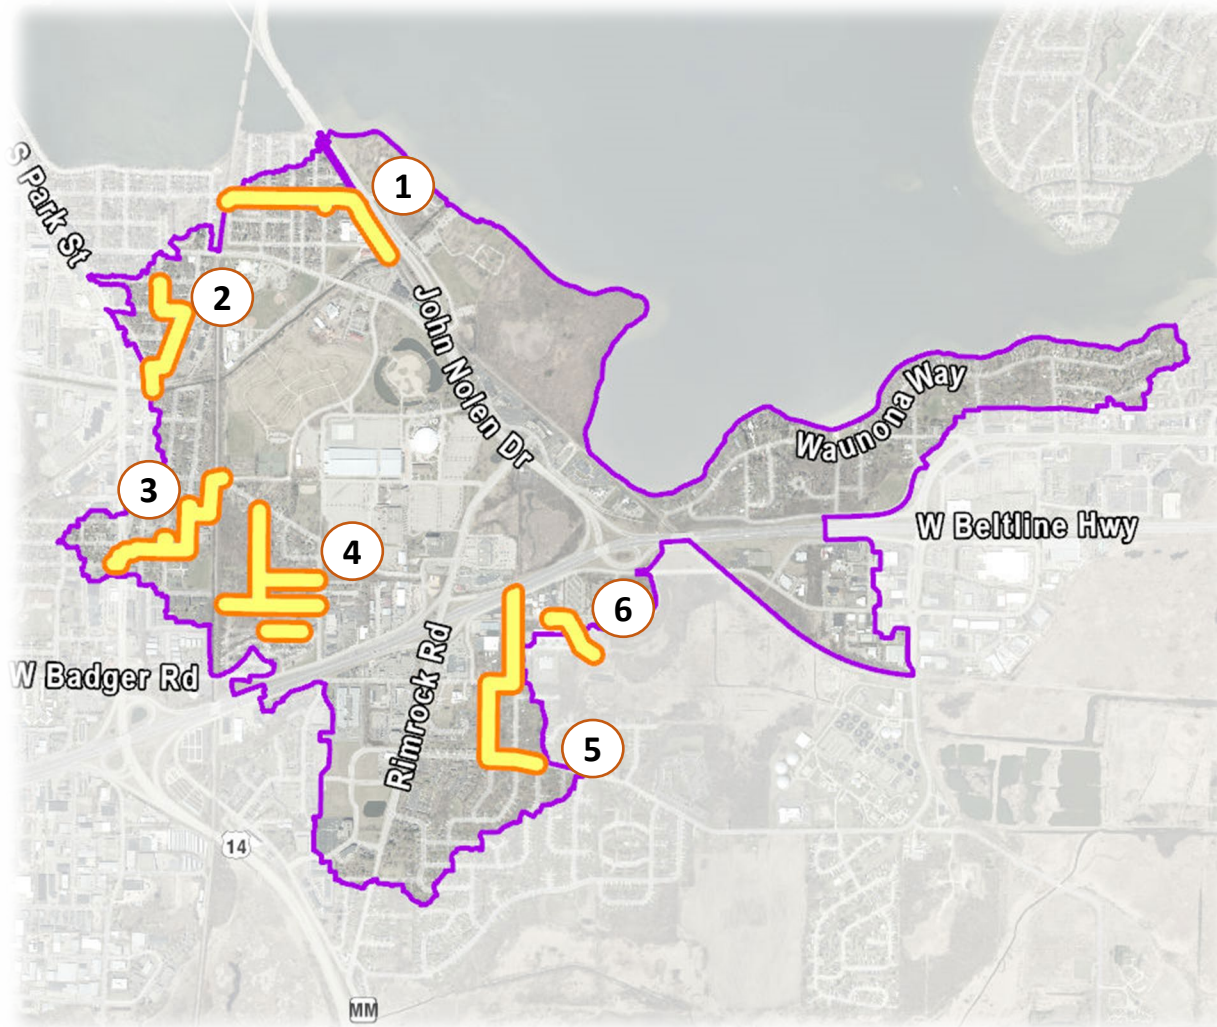 1
S Park St
2
John Nolen Dr
Waunona Way
3
W Beltline Hwy
4
6
W Badger Rd
Rimrock Rd
5
14
MM